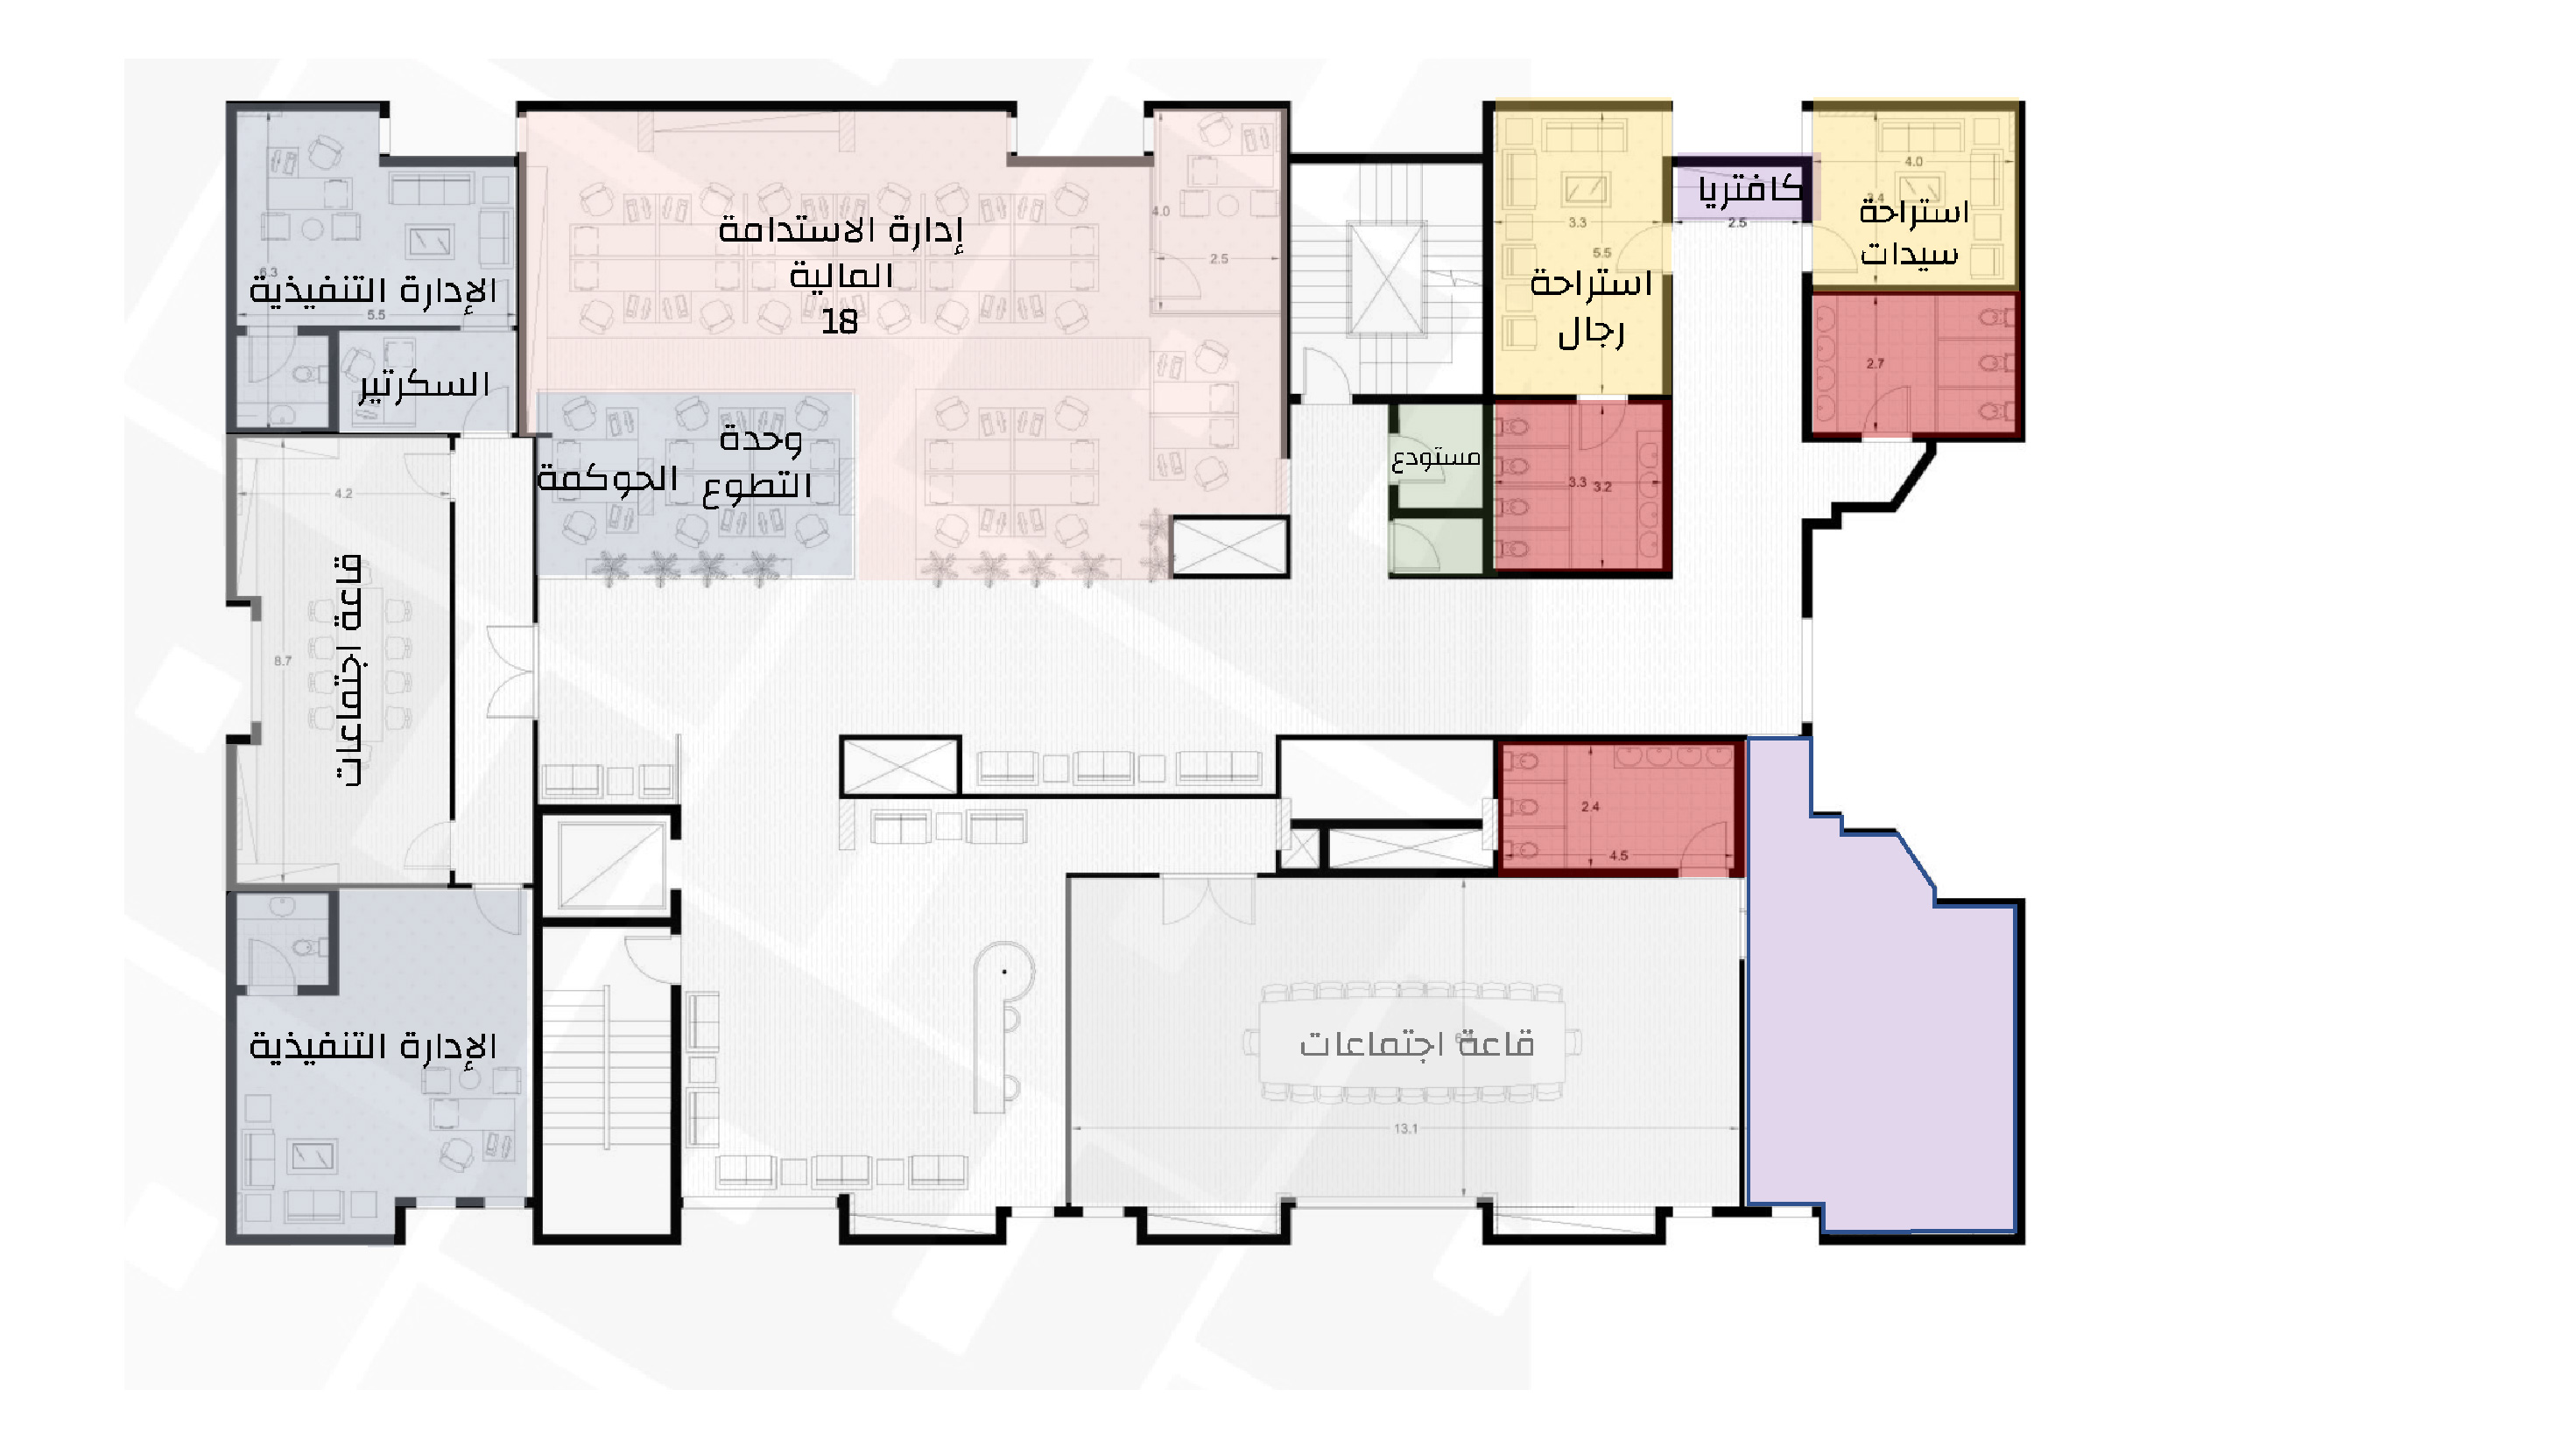 كافتريا
استراحة
سيدات
إدارة الاستدامة
المالية
18
استراحة
رجال
الإدارة التنفيذية
السكرتير
وحدة
التطوع
الحوكمة
مستودع
قاعة اجتماعات
قاعة اجتماعات
الإدارة التنفيذية
4.0
3.3
5.5
2.5
4.0
2.5
6.3
5.5
2.7
4.2
3.3
3.2
8.7
2.4
4.5
13.1